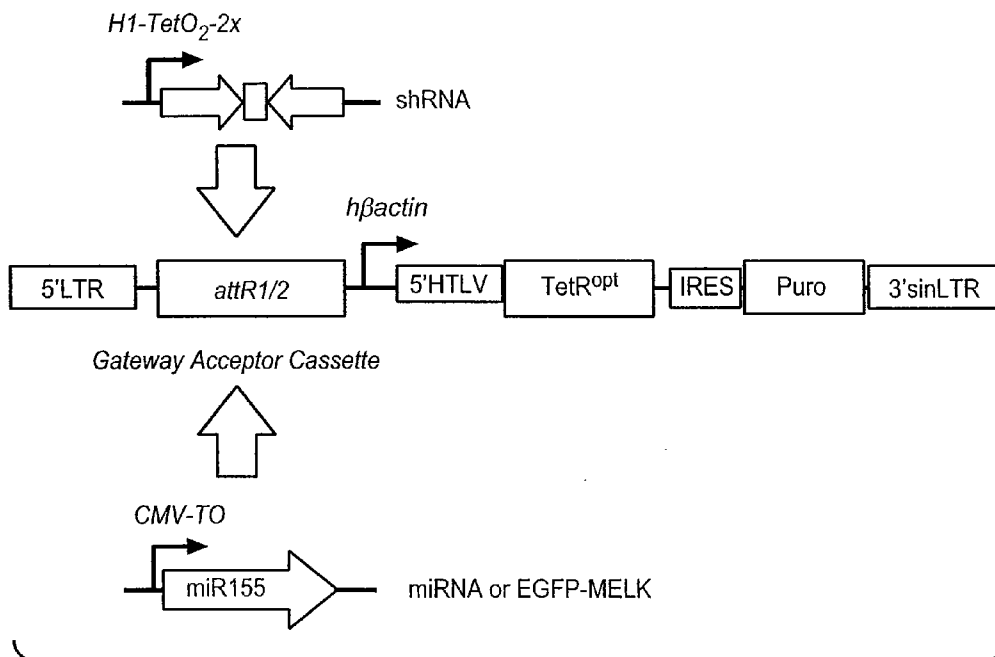 H1-TetO2-2x
shRNA
hβactin
5'LTR
attR1/2
5'HTLV
TetRopt
IRES
Puro
3'sinLTR
Gateway Acceptor Cassette
CMV-TO
miR155
miRNA or EGFP-MELK